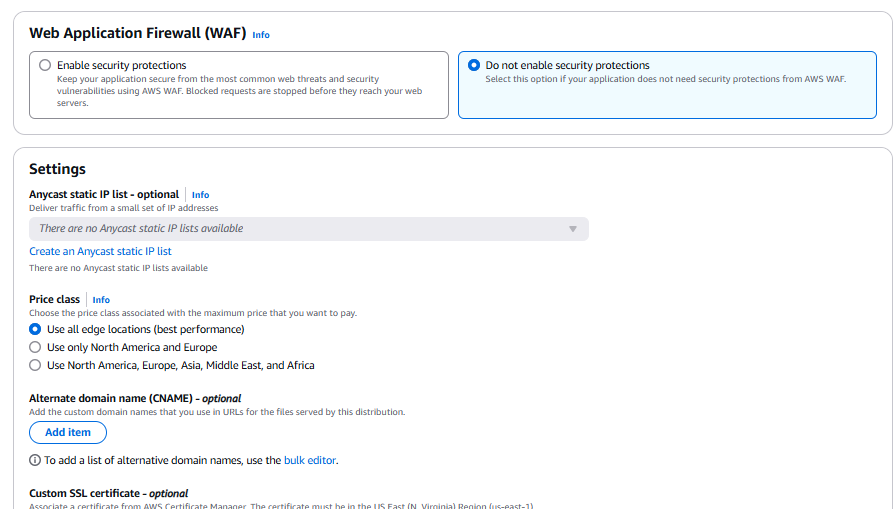 Web Application Firewall (WAF) Info
Enable security protections
Keep your application secure from the most common web threats and security
vulnerabilities using AWS WAF. Blocked requests are stopped before they reach your web
servers.
Do not enable security protections
Select this option if your application does not need security protections from AWS WAF.
Settings
Anycast static IP list - optional Info
Deliver traffic from a small set of IP addresses
There are no Anycast static IP lists available
Create an Anycast static IP list
There are no Anycast static IP lists available
Price class Info
Choose the price class associated with the maximum price that you want to pay.
Use all edge locations (best performance)
Use only North America and Europe
Use North America, Europe, Asia, Middle East, and Africa
Alternate domain name (CNAME) - optional
Add the custom domain names that you use in URLs for the files served by this distribution.
Add item
To add a list of alternative domain names, use the bulk editor.
Custom SSL certificate - optional
Associate a certificate from AWS Certificate Manager. The certificate must be in the US East (N. Virginia) Region (us-east-1).